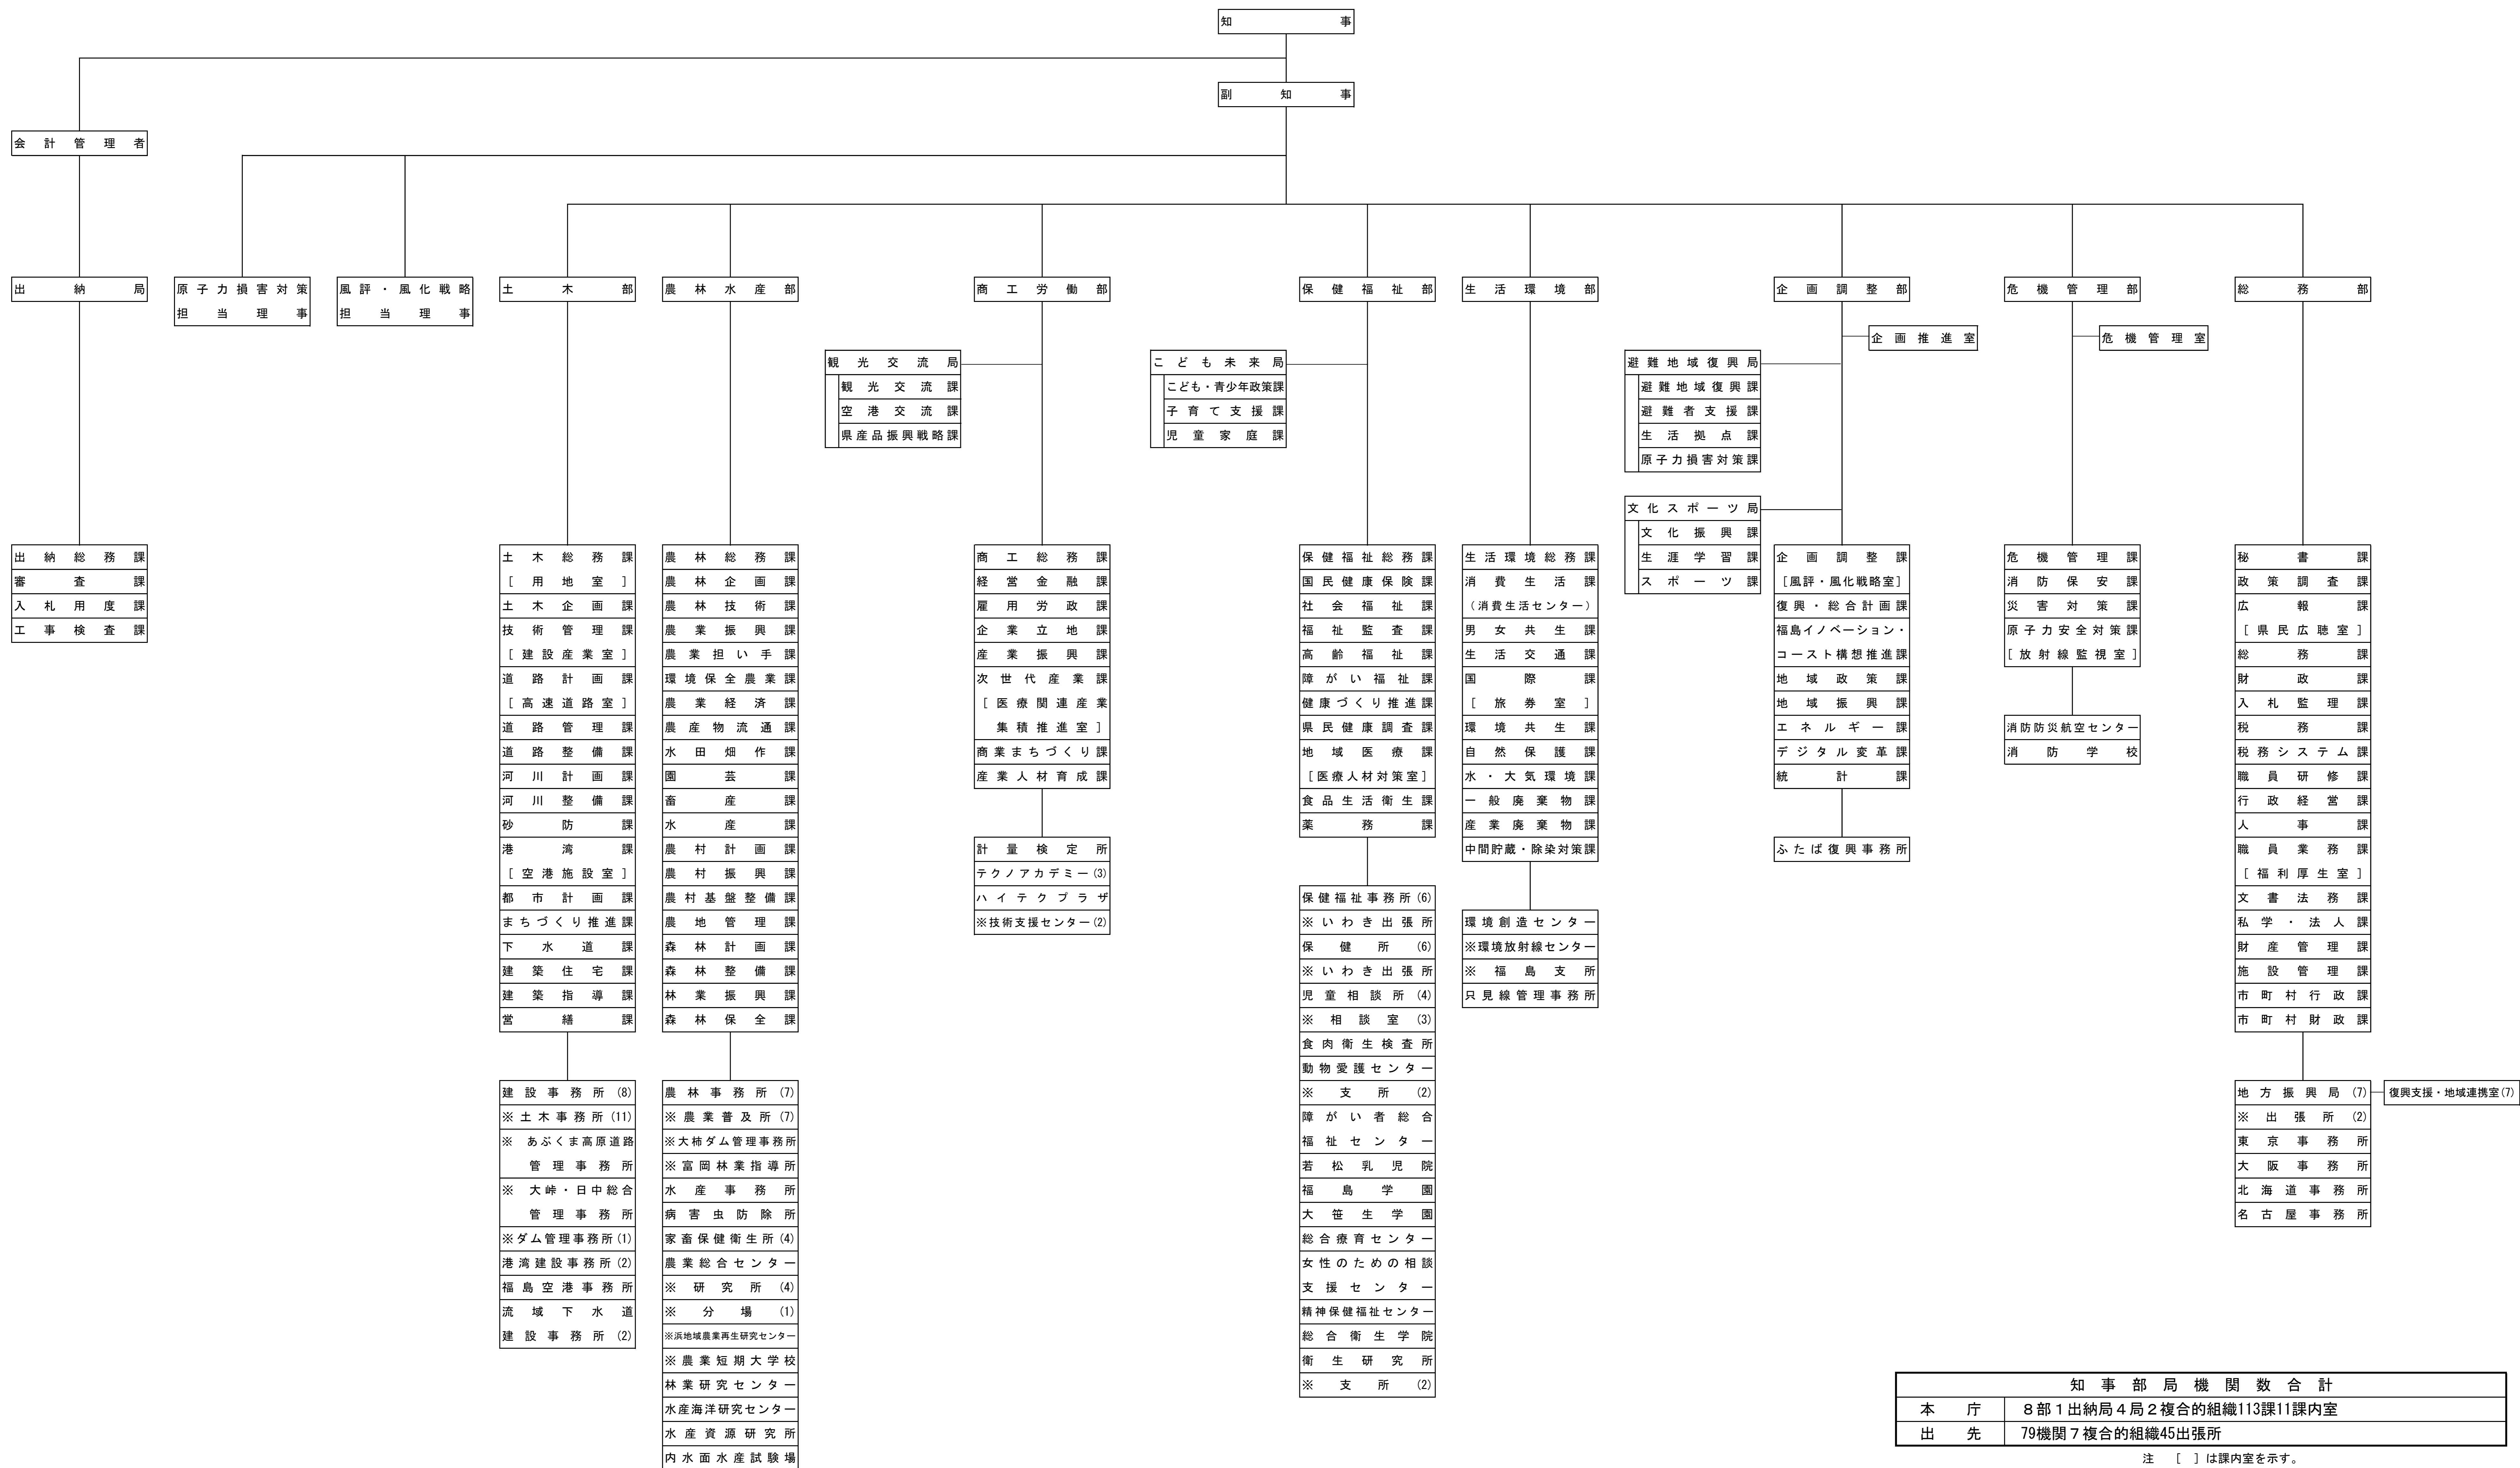 知事
副知事
会計管理者
出納局
原子力損害対策
担当理事
風評・風化戦略
担当理事
土木部
農林水産部
商工労働部
保健福祉部
生活環境部
企画調整部
危機管理部
総務部
企画推進室
危機管理室
観光交流局
観光交流課
空港交流課
県産品振興戦略課
こども未来局
こども・青少年政策課
子育て支援課
児童家庭課
避難地域復興局
避難地域復興課
避難者支援課
生活拠点課
原子力損害対策課
文化スポーツ局
文化振興課
生涯学習課
スポーツ課
出納総務課
審査課
入札用度課
工事検査課
土木総務課
[用地室]
土木企画課
技術管理課
[建設産業室]
道路計画課
[高速道路室]
道路管理課
道路整備課
河川計画課
河川整備課
砂防課
港湾課
[空港施設室]
都市計画課
まちづくり推進課
下水道課
建築住宅課
建築指導課
営繕課
建設事務所(8)
※土木事務所(11)
※ あぶくま高原道路
管理事務所
※ 大峠・日中総合
管理事務所
※ダム管理事務所(1)
港湾建設事務所(2)
福島空港事務所
流域下水道
建設事務所(2)
農林総務課
農林企画課
農林技術課
農業振興課
農業担い手課
環境保全農業課
農業経済課
農産物流通課
水田畑作課
園芸課
畜産課
水産課
農村計画課
農村振興課
農村基盤整備課
農地管理課
森林計画課
森林整備課
林業振興課
森林保全課
農林事務所(7)
※農業普及所(7)
※大柿ダム管理事務所
※富岡林業指導所
水産事務所
病害虫防除所
家畜保健衛生所(4)
農業総合センター
※研究所(4)
※分場(1)
※浜地域農業再生研究センター
※農業短期大学校
林業研究センター
水産海洋研究センター
水産資源研究所
内水面水産試験場
商工総務課
経営金融課
雇用労政課
企業立地課
産業振興課
次世代産業課
[医療関連産業
集積推進室]
商業まちづくり課
産業人材育成課
計量検定所
テクノアカデミー(3)
ハイテクプラザ
※技術支援センター(2)
保健福祉総務課
国民健康保険課
社会福祉課
福祉監査課
高齢福祉課
障がい福祉課
健康づくり推進課
県民健康調査課
地域医療課
[医療人材対策室]
食品生活衛生課
薬務課
保健福祉事務所(6)
※いわき出張所
保健所(6)
※いわき出張所
児童相談所(4)
※相談室(3)
食肉衛生検査所
動物愛護センター
※支所(2)
障がい者総合
福祉センター
若松乳児院
福島学園
大笹生学園
総合療育センター
女性のための相談
支援センター
精神保健福祉センター
総合衛生学院
衛生研究所
※支所(2)
生活環境総務課
消費生活課
(消費生活センター)
男女共生課
生活交通課
国際課
[旅券室]
環境共生課
自然保護課
水・大気環境課
一般廃棄物課
産業廃棄物課
中間貯蔵・除染対策課
環境創造センター
※環境放射線センター
※福島支所
只見線管理事務所
企画調整課
[風評・風化戦略室]
復興・総合計画課
福島イノベーション・
コースト構想推進課
地域政策課
地域振興課
エネルギー課
デジタル変革課
統計課
ふたば復興事務所
危機管理課
消防保安課
災害対策課
原子力安全対策課
[放射線監視室]
消防防災航空センター
消防学校
秘書課
政策調査課
広報課
[県民広聴室]
総務課
財政課
入札監理課
税務課
税務システム課
職員研修課
行政経営課
人事課
職員業務課
[福利厚生室]
文書法務課
私学・法人課
財産管理課
施設管理課
市町村行政課
市町村財政課
地方振興局(7)
復興支援・地域連携室(7)
※出張所(2)
東京事務所
大阪事務所
北海道事務所
名古屋事務所
知事部局機関数合計
本庁 8部1出納局4局2複合的組織113課11課内室
出先 79機関7複合的組織45出張所
注 [ ]は課内室を示す。